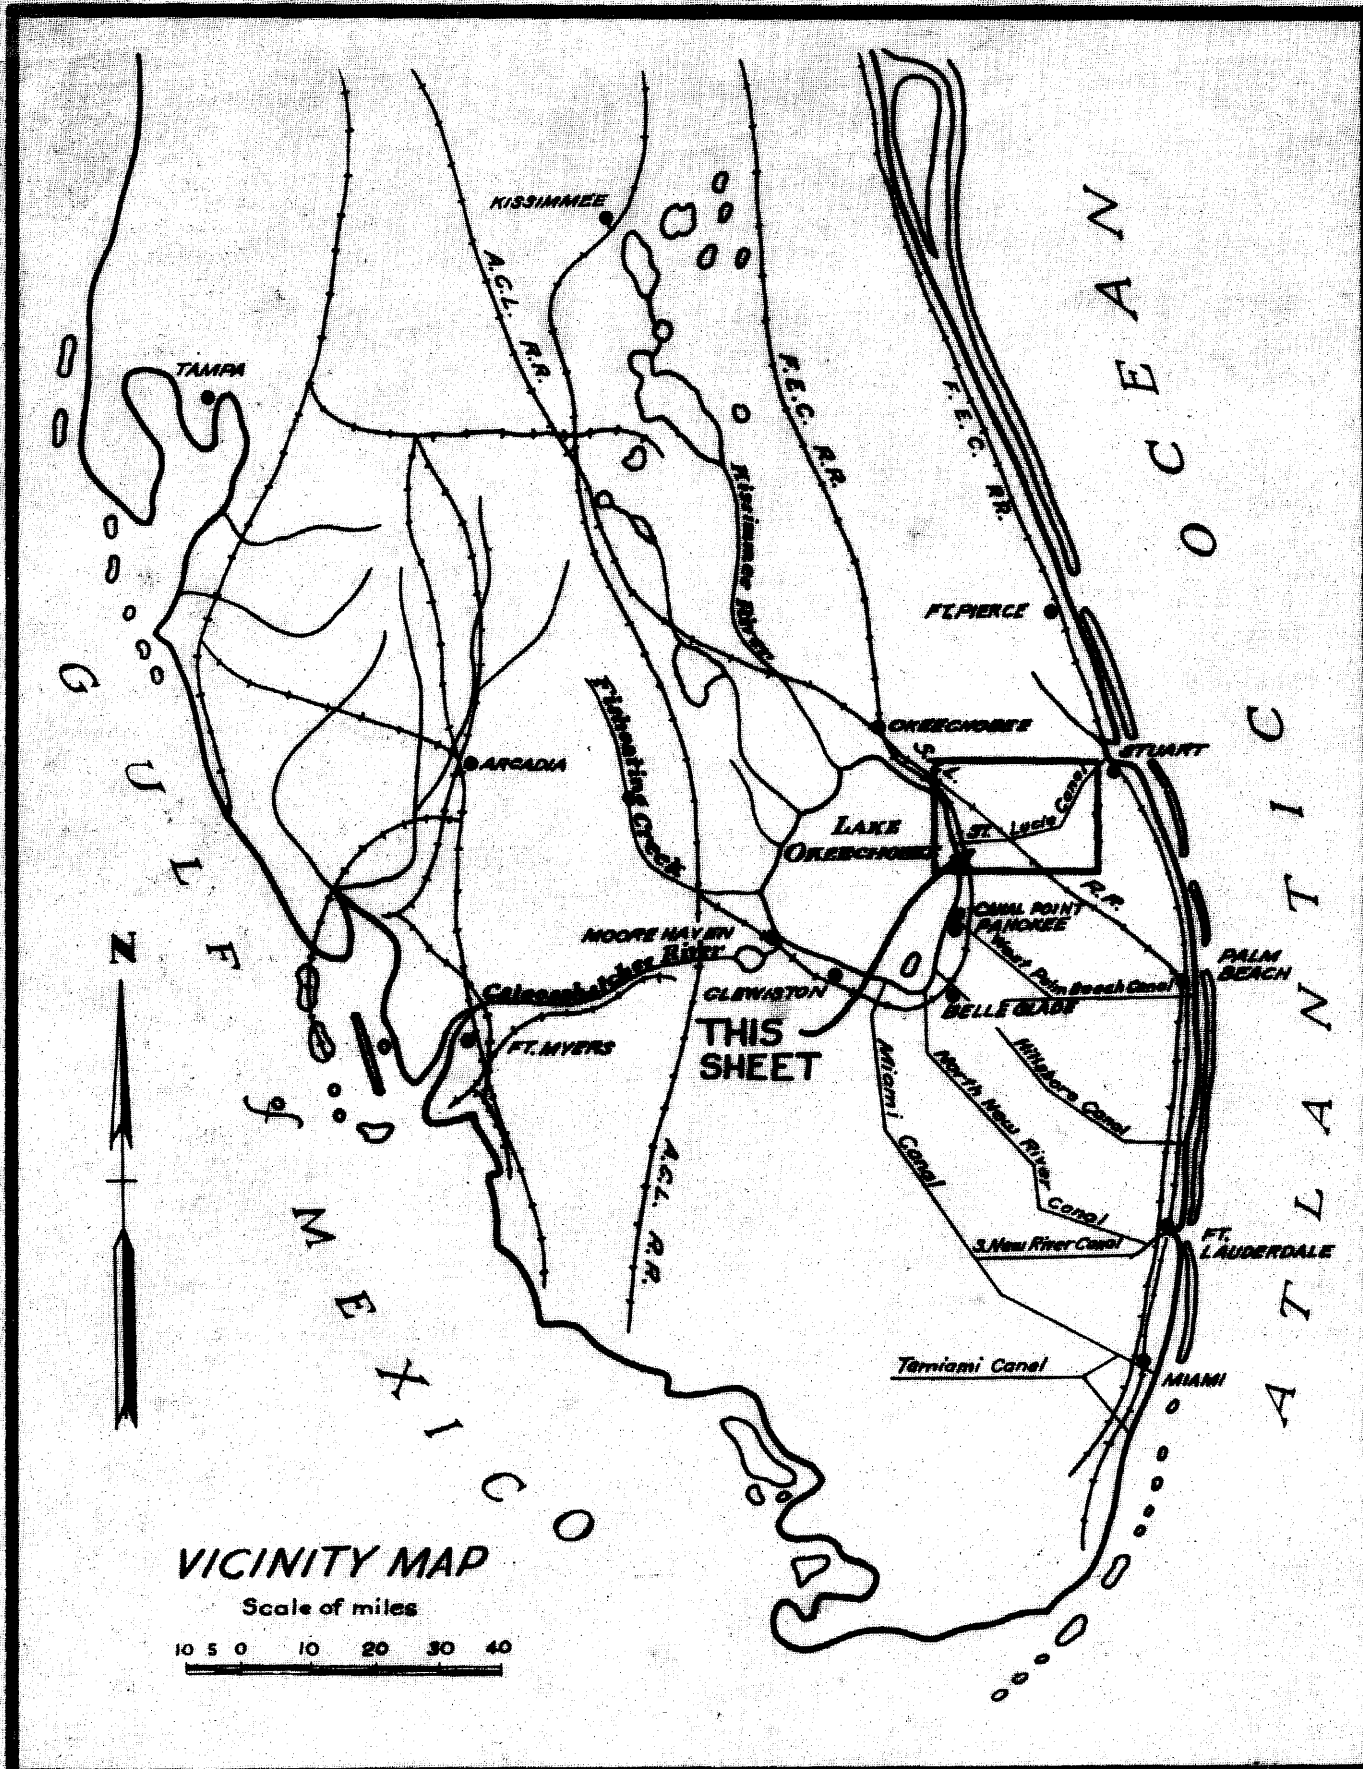 KISSIMMEE
A.C.L. R.R.
TAMPA
F.E.C. R.R.
F. E. C. RR.
ATLANTIC OCEAN
Kissimmee River
FT. PIERCE
GULF of MEXICO
OKEECHOBEE
STUART
S. A. L. R.R.
ARCADIA
Fisheating Creek
St. Lucie Canal
LAKE
OKEECHOBEE
CANAL POINT
PAHOKEE
MOORE HAVEN
Caloosahatchee River
West Palm Beach Canal
PALM
BEACH
CLEWISTON
BELLE GLADE
THIS
SHEET
FT. MYERS
Miami Canal
North New River Canal
Hillsboro Canal
N
A.C.L. R.R.
S. New River Canal
FT.
LAUDERDALE
Tamiami Canal
MIAMI
VICINITY MAP
Scale of miles
10 5 0 10 20 30 40